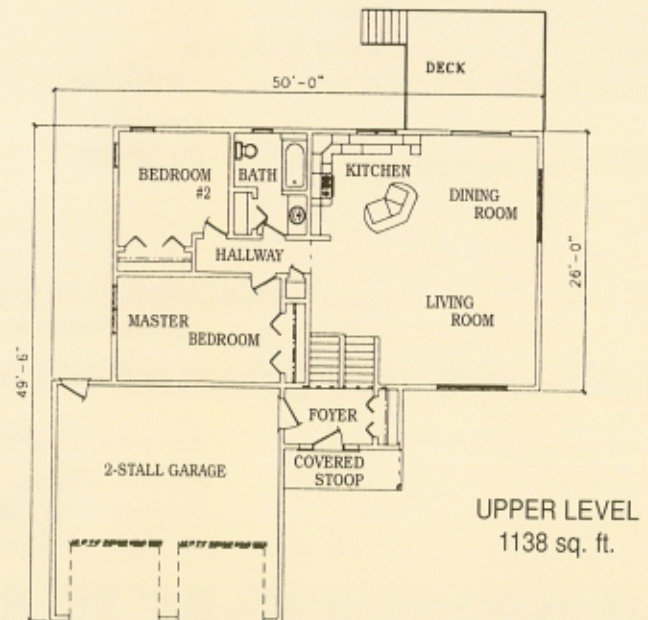 DECK
50'-0"
BEDROOM
#2
BATH
KITCHEN
DINING
ROOM
HALLWAY
26'-0"
LIVING
ROOM
MASTER
BEDROOM
49'-6"
FOYER
2-STALL GARAGE
COVERED
STOOP
UPPER LEVEL
1138 sq. ft.